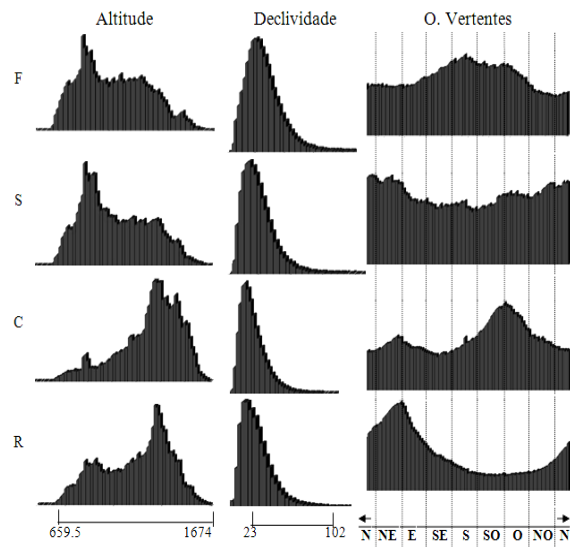 Altitude Declividade O. Vertentes
F
S
C
R
659.5 1674 23 102 N NE E SE S SO O NO N